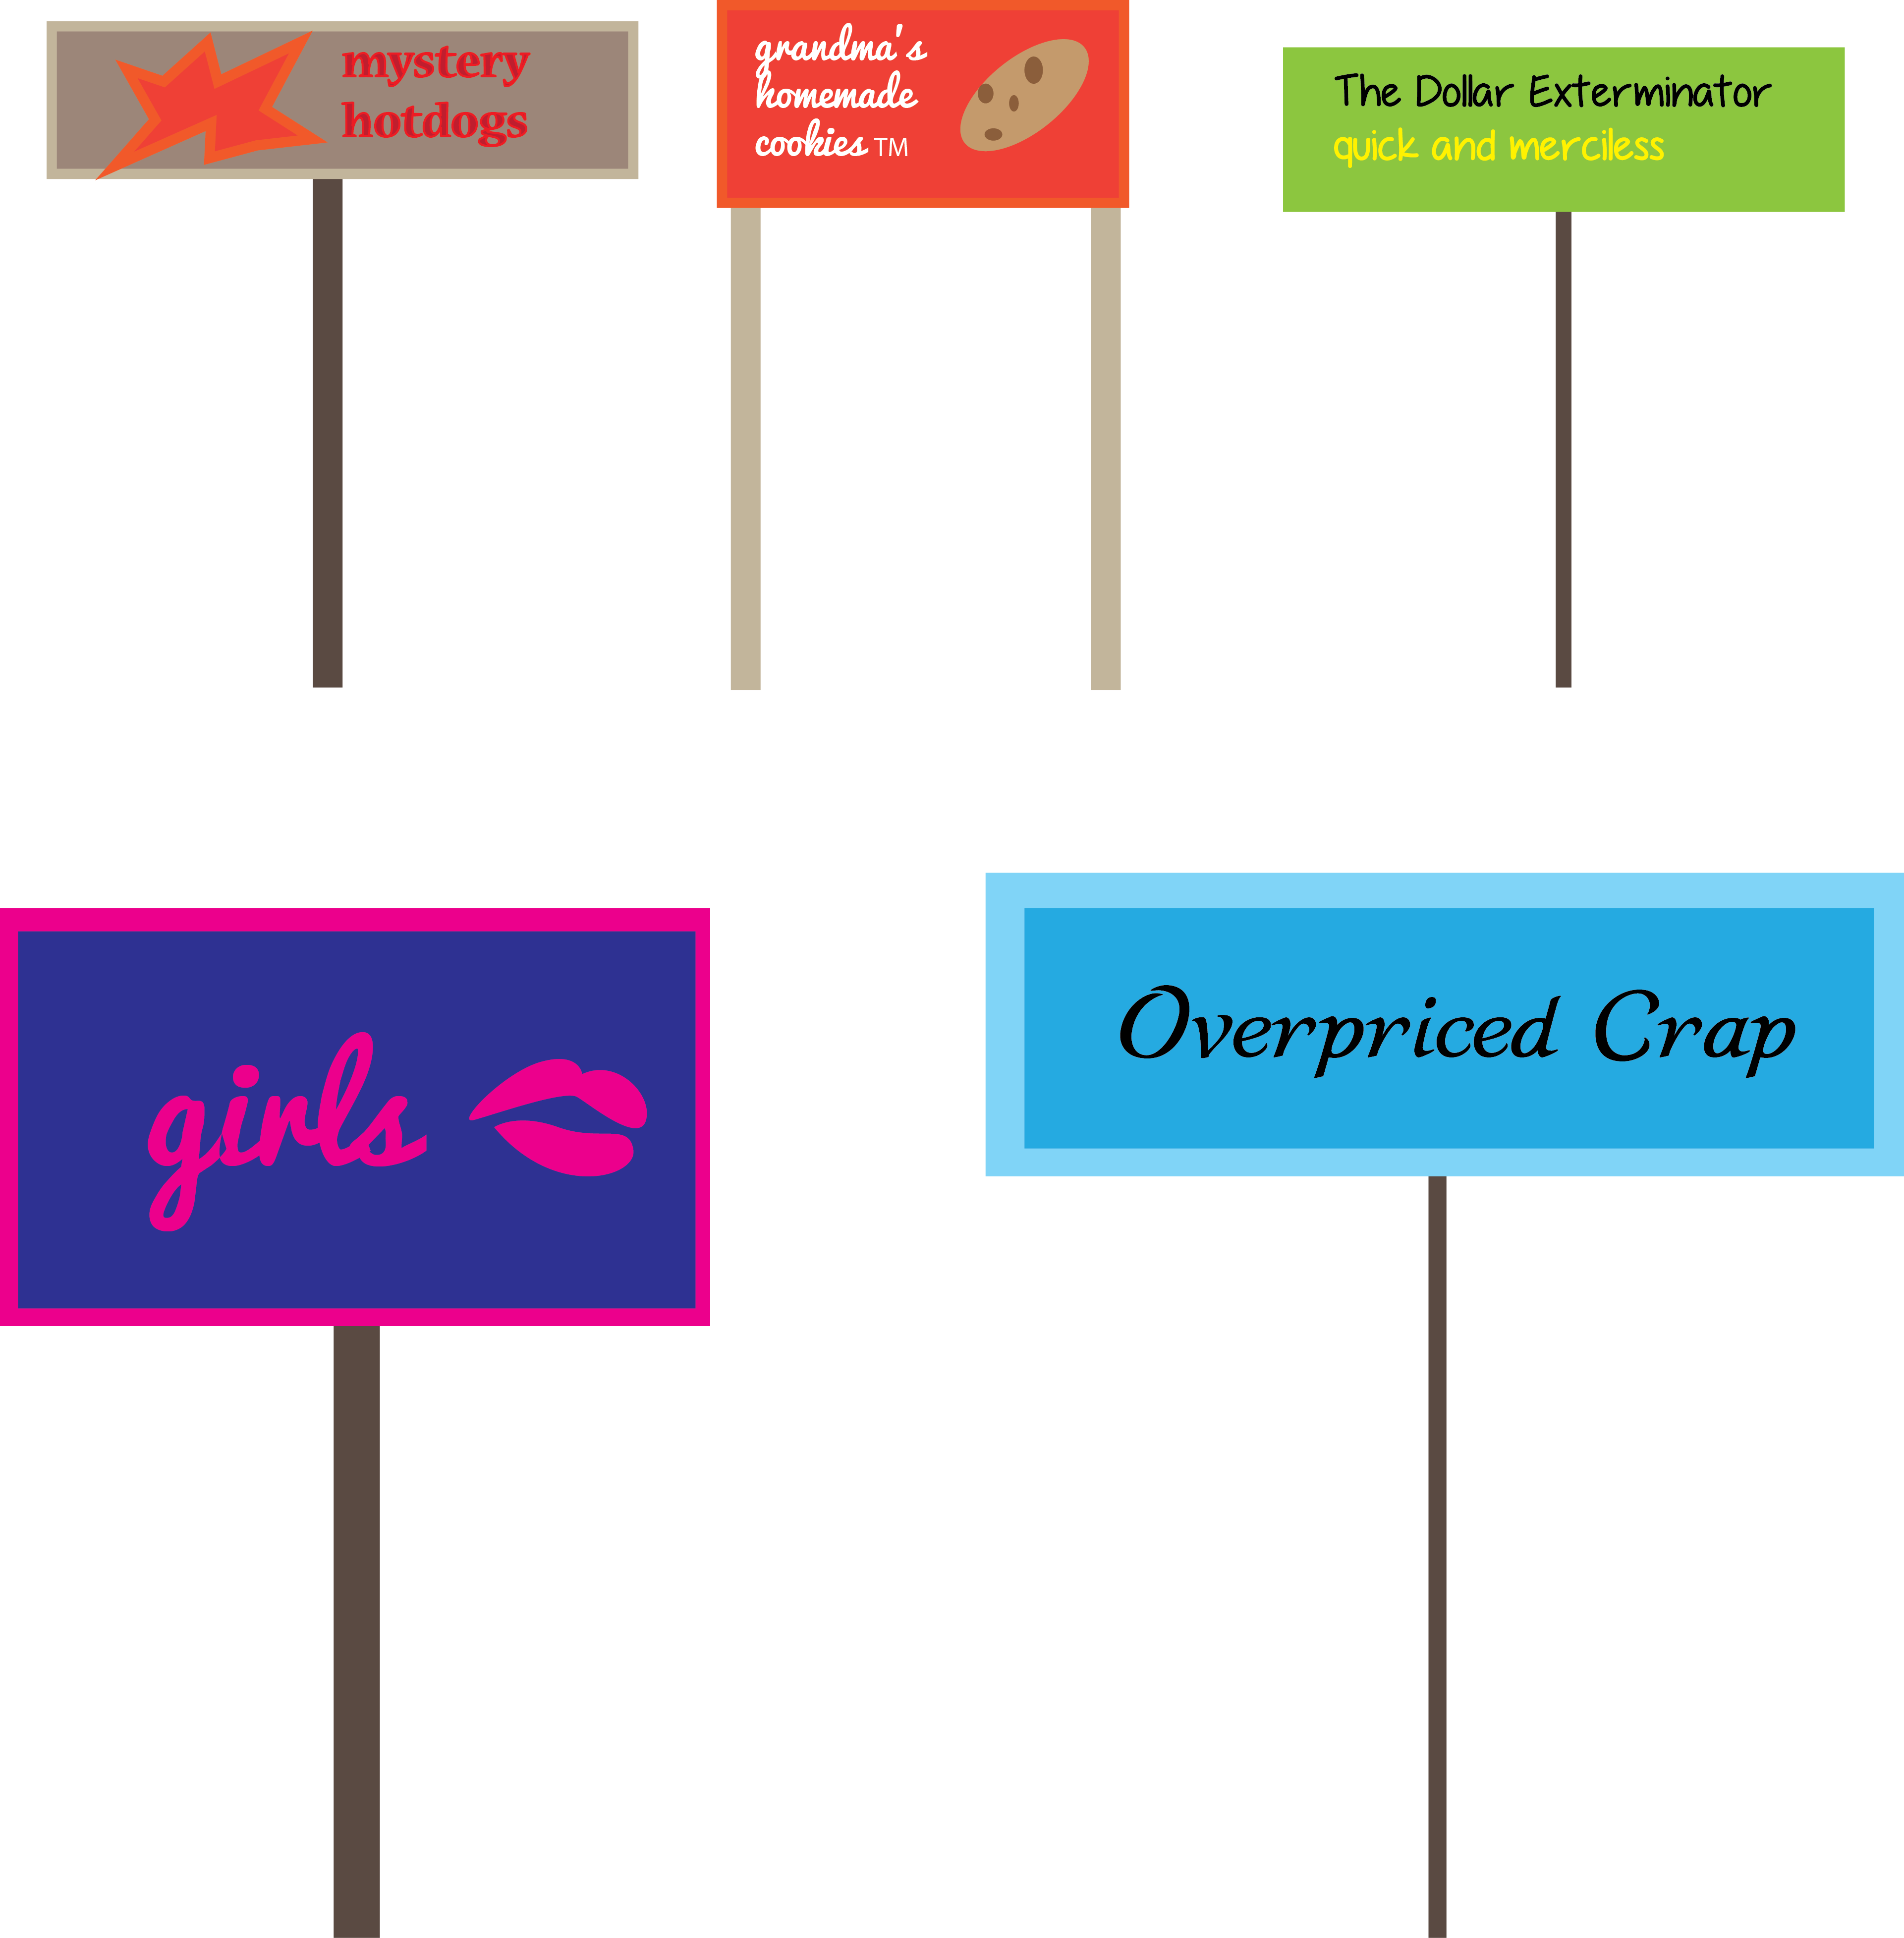 mystery
hotdogs
grandma's
homemade
cookies TM
The Dollar Exterminator
quick and merciless
girls
Overpriced Crap